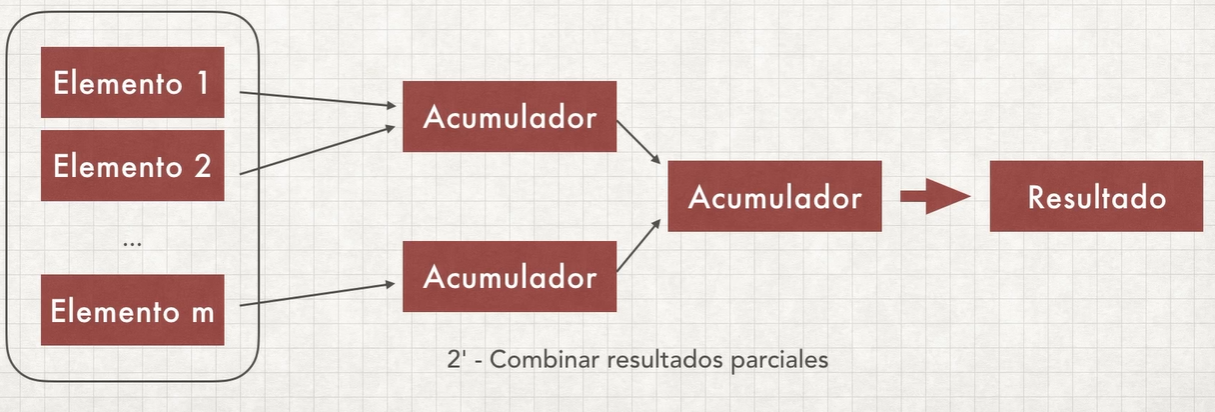 Elemento 1
Elemento 2
...
Elemento m
Acumulador
Acumulador
Acumulador
Resultado
2' - Combinar resultados parciales